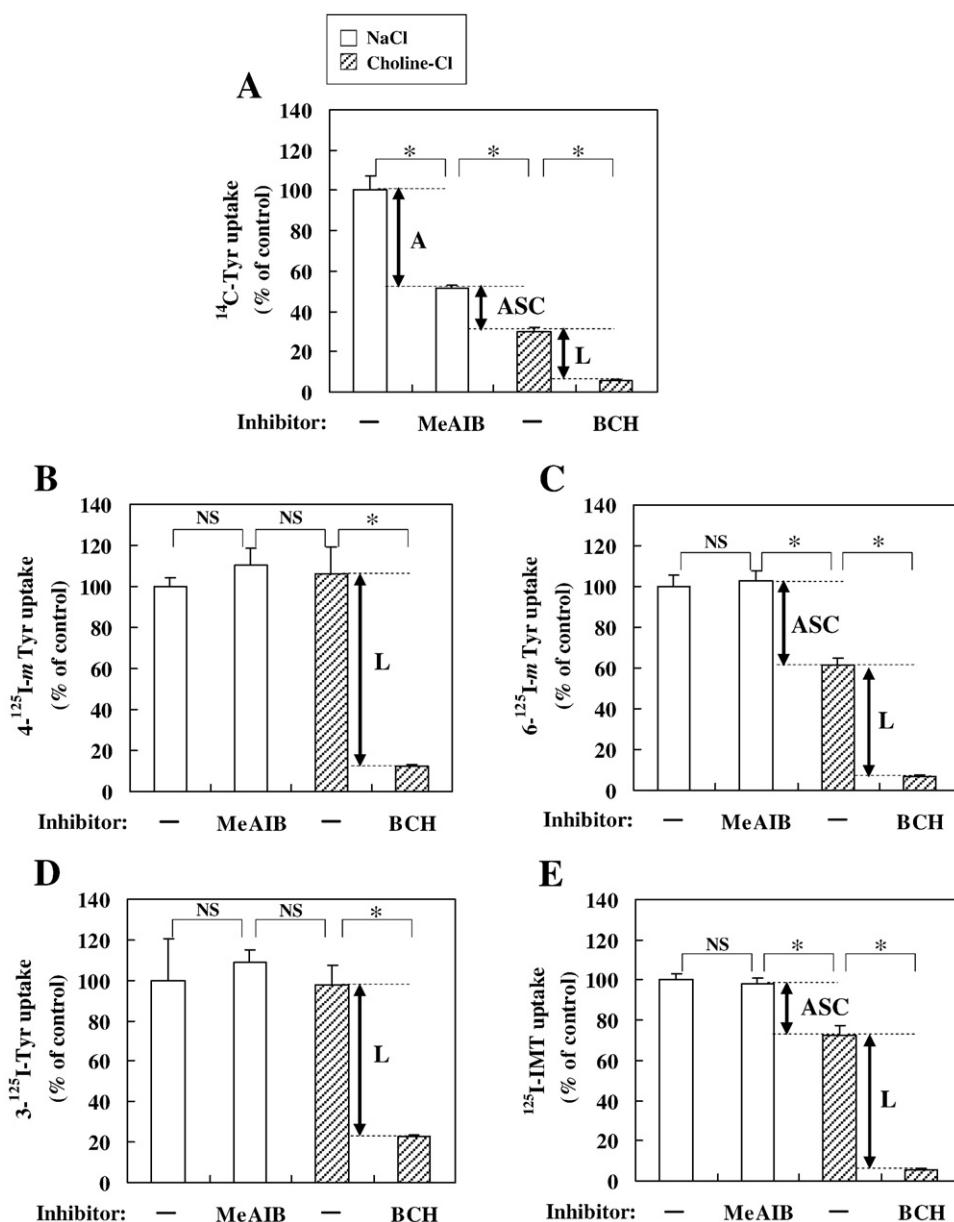 NaCl
Choline-Cl
A
140
120
100
80
60
40
20
0
¹⁴C-Tyr uptake
(% of control)
* * *
A
ASC
L
Inhibitor: – MeAIB – BCH
B
140
120
100
80
60
40
20
0
4-¹²⁵I-m Tyr uptake
(% of control)
NS NS *
L
Inhibitor: – MeAIB – BCH
C
140
120
100
80
60
40
20
0
6-¹²⁵I-m Tyr uptake
(% of control)
NS * *
ASC
L
Inhibitor: – MeAIB – BCH
D
140
120
100
80
60
40
20
0
3-¹²⁵I-Tyr uptake
(% of control)
NS NS *
L
Inhibitor: – MeAIB – BCH
E
140
120
100
80
60
40
20
0
¹²⁵I-IMT uptake
(% of control)
NS * *
ASC
L
Inhibitor: – MeAIB – BCH